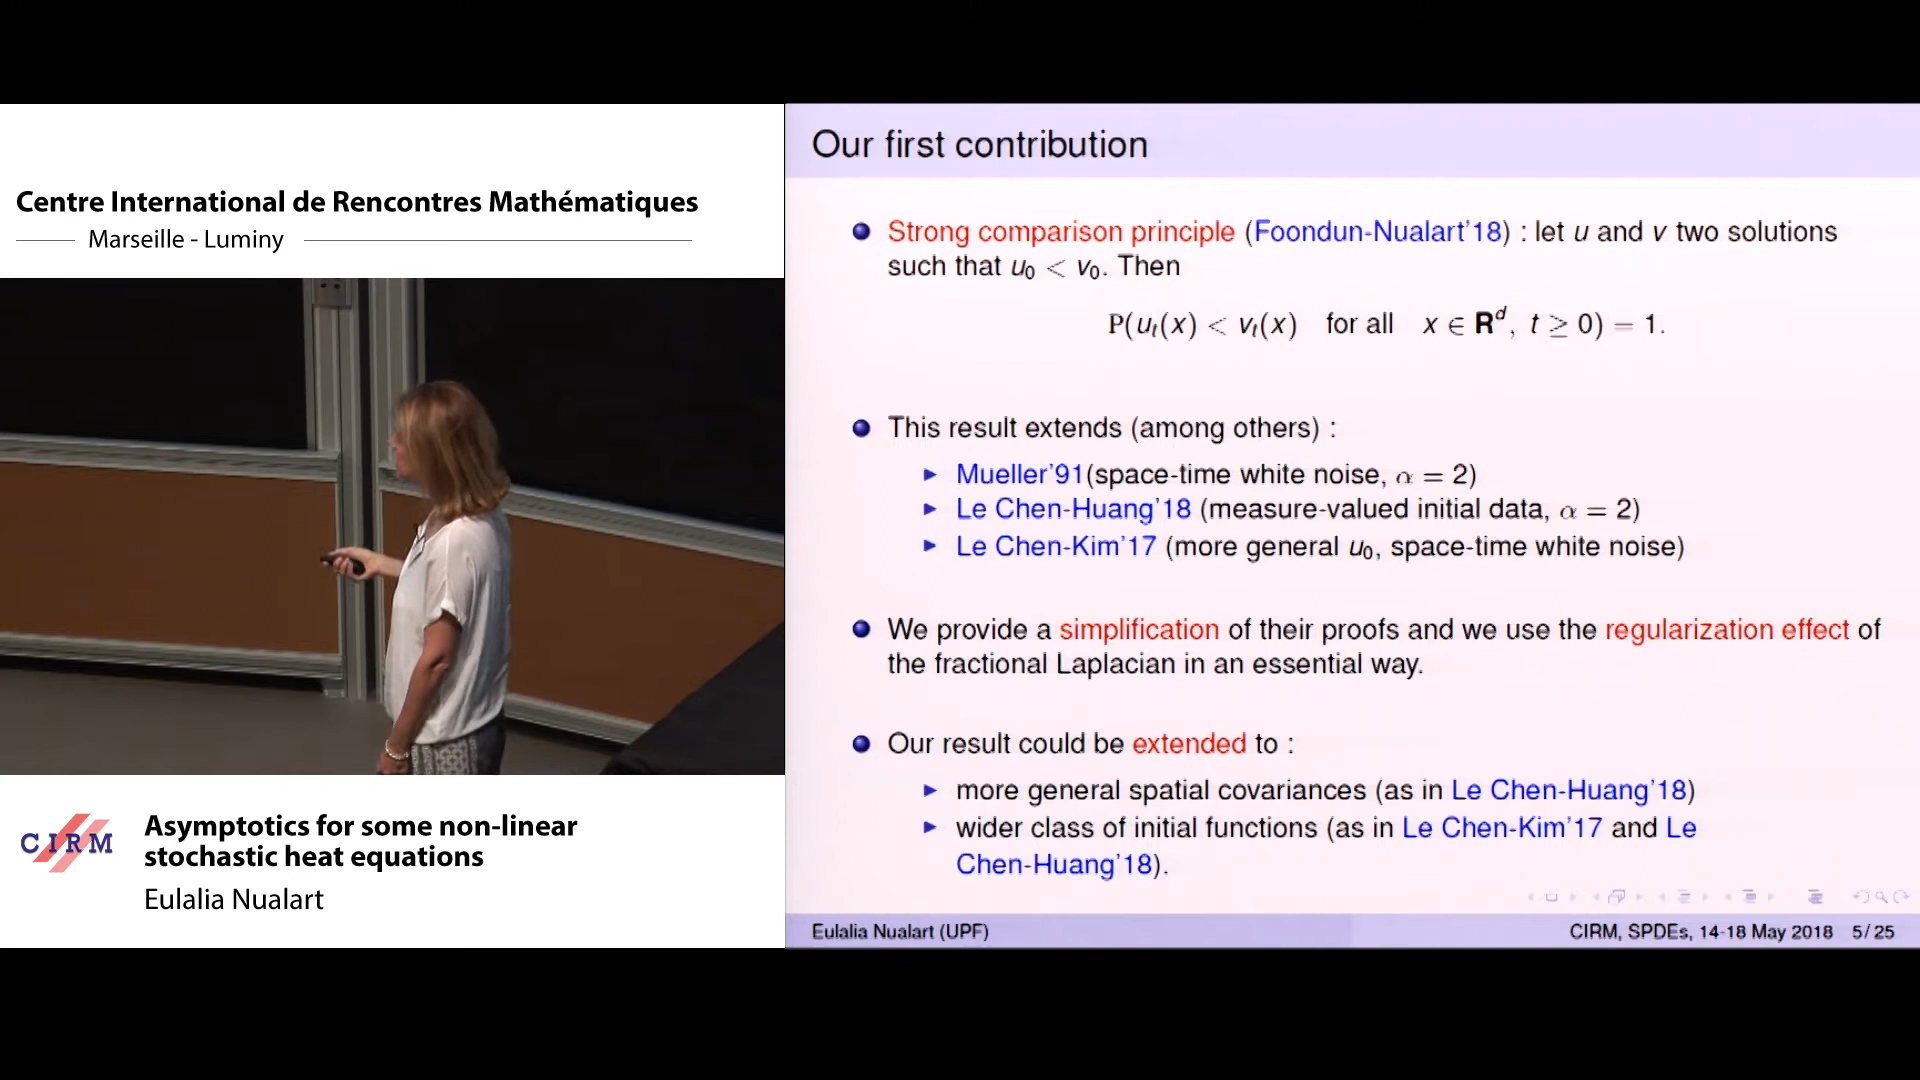 Centre International de Rencontres Mathématiques
Marseille - Luminy
CIRM
Asymptotics for some non-linear
stochastic heat equations
Eulalia Nualart
Our first contribution
Strong comparison principle (Foondun-Nualart'18) : let u and v two solutions
such that u₀ < v₀. Then
P(uₜ(x) < vₜ(x) for all x ∈ Rᵈ, t ≥ 0) = 1.
This result extends (among others) :
Mueller'91(space-time white noise, α = 2)
Le Chen-Huang'18 (measure-valued initial data, α = 2)
Le Chen-Kim'17 (more general u₀, space-time white noise)
We provide a simplification of their proofs and we use the regularization effect of
the fractional Laplacian in an essential way.
Our result could be extended to :
more general spatial covariances (as in Le Chen-Huang'18)
wider class of initial functions (as in Le Chen-Kim'17 and Le
Chen-Huang'18).
Eulalia Nualart (UPF)
CIRM, SPDEs, 14-18 May 2018 5/25